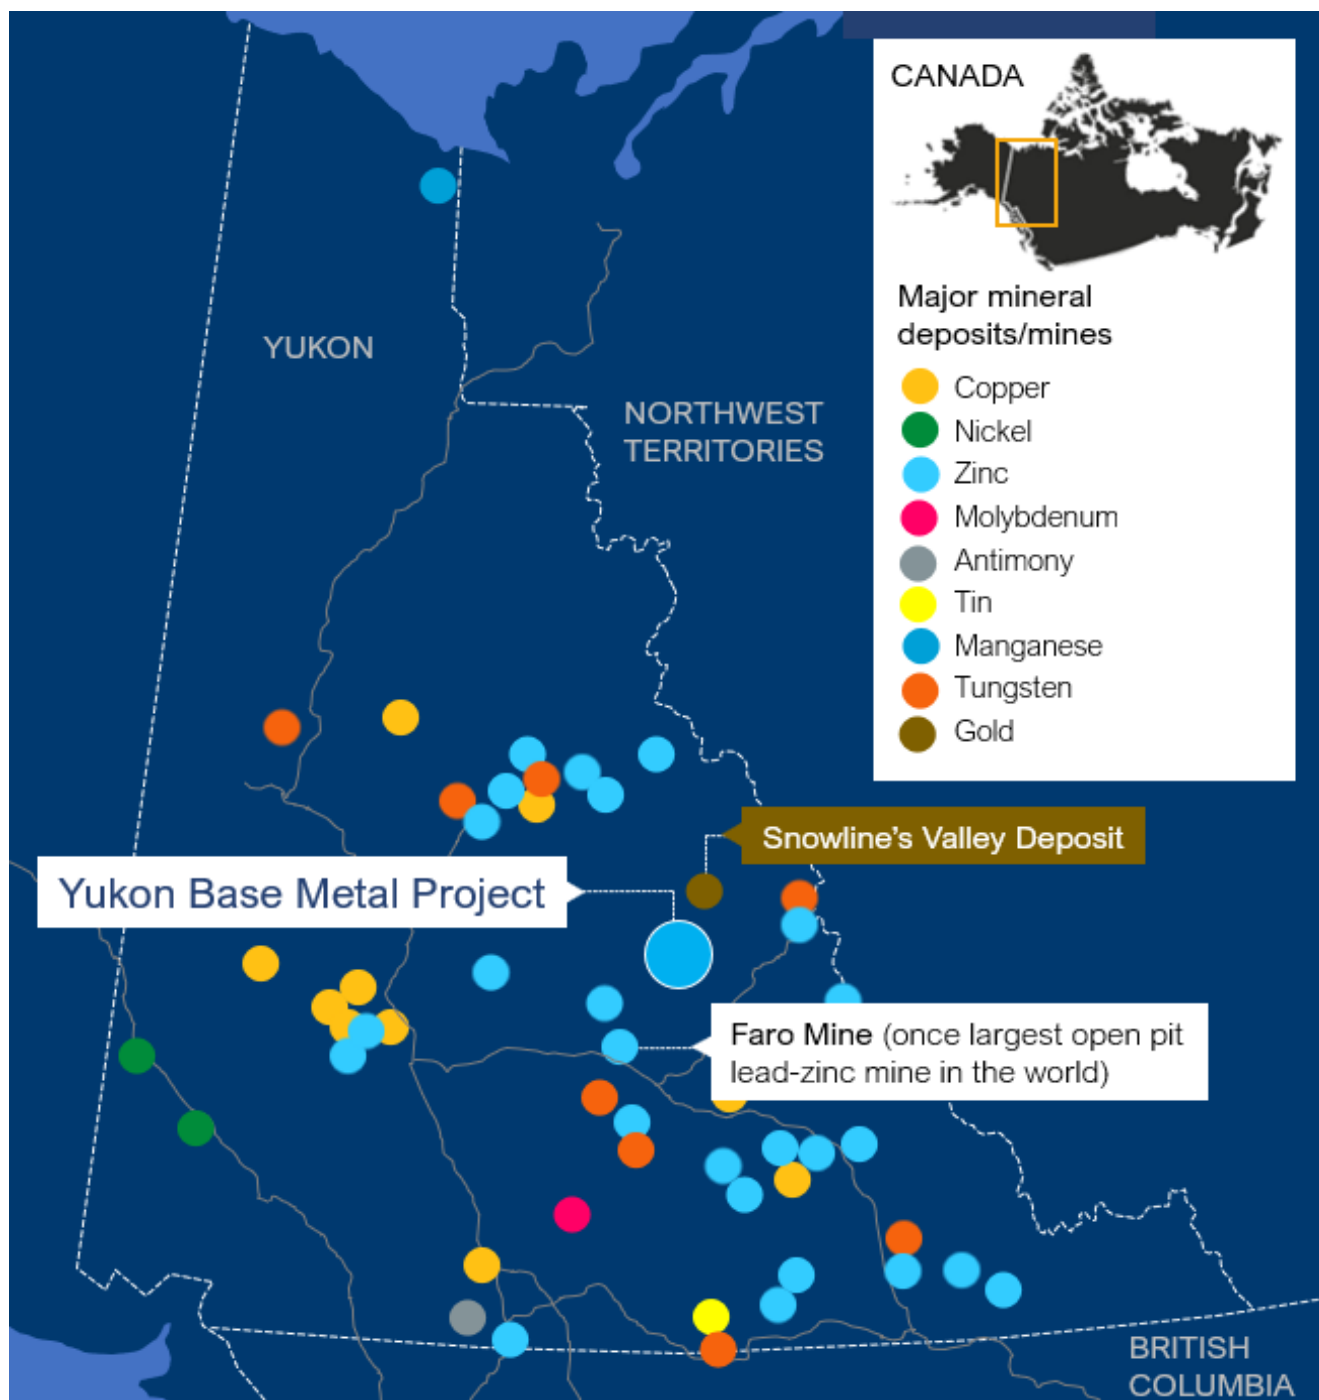 CANADA
Major mineral
deposits/mines
Copper
Nickel
Zinc
Molybdenum
Antimony
Tin
Manganese
Tungsten
Gold
YUKON
NORTHWEST
TERRITORIES
Snowline's Valley Deposit
Yukon Base Metal Project
Faro Mine (once largest open pit
lead-zinc mine in the world)
BRITISH
COLUMBIA